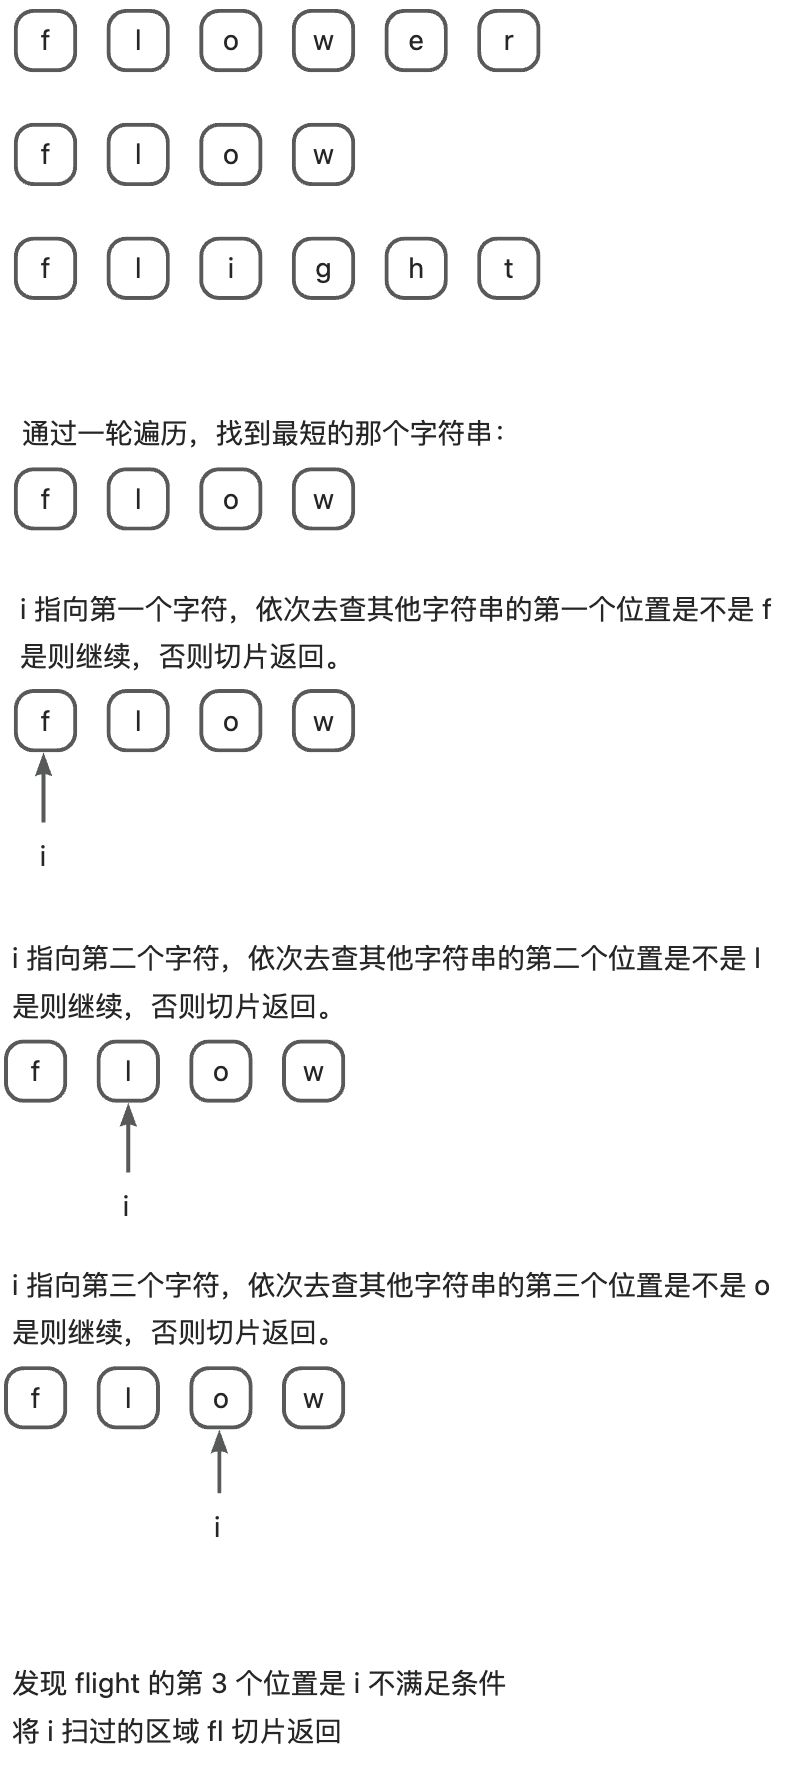 f l o w e r
f l o w
f l i g h t
通过一轮遍历，找到最短的那个字符串：
f l o w
i 指向第一个字符，依次去查其他字符串的第一个位置是不是 f
是则继续，否则切片返回。
f l o w
i
i 指向第二个字符，依次去查其他字符串的第二个位置是不是 l
是则继续，否则切片返回。
f l o w
i
i 指向第三个字符，依次去查其他字符串的第三个位置是不是 o
是则继续，否则切片返回。
f l o w
i
发现 flight 的第 3 个位置是 i 不满足条件
将 i 扫过的区域 fl 切片返回